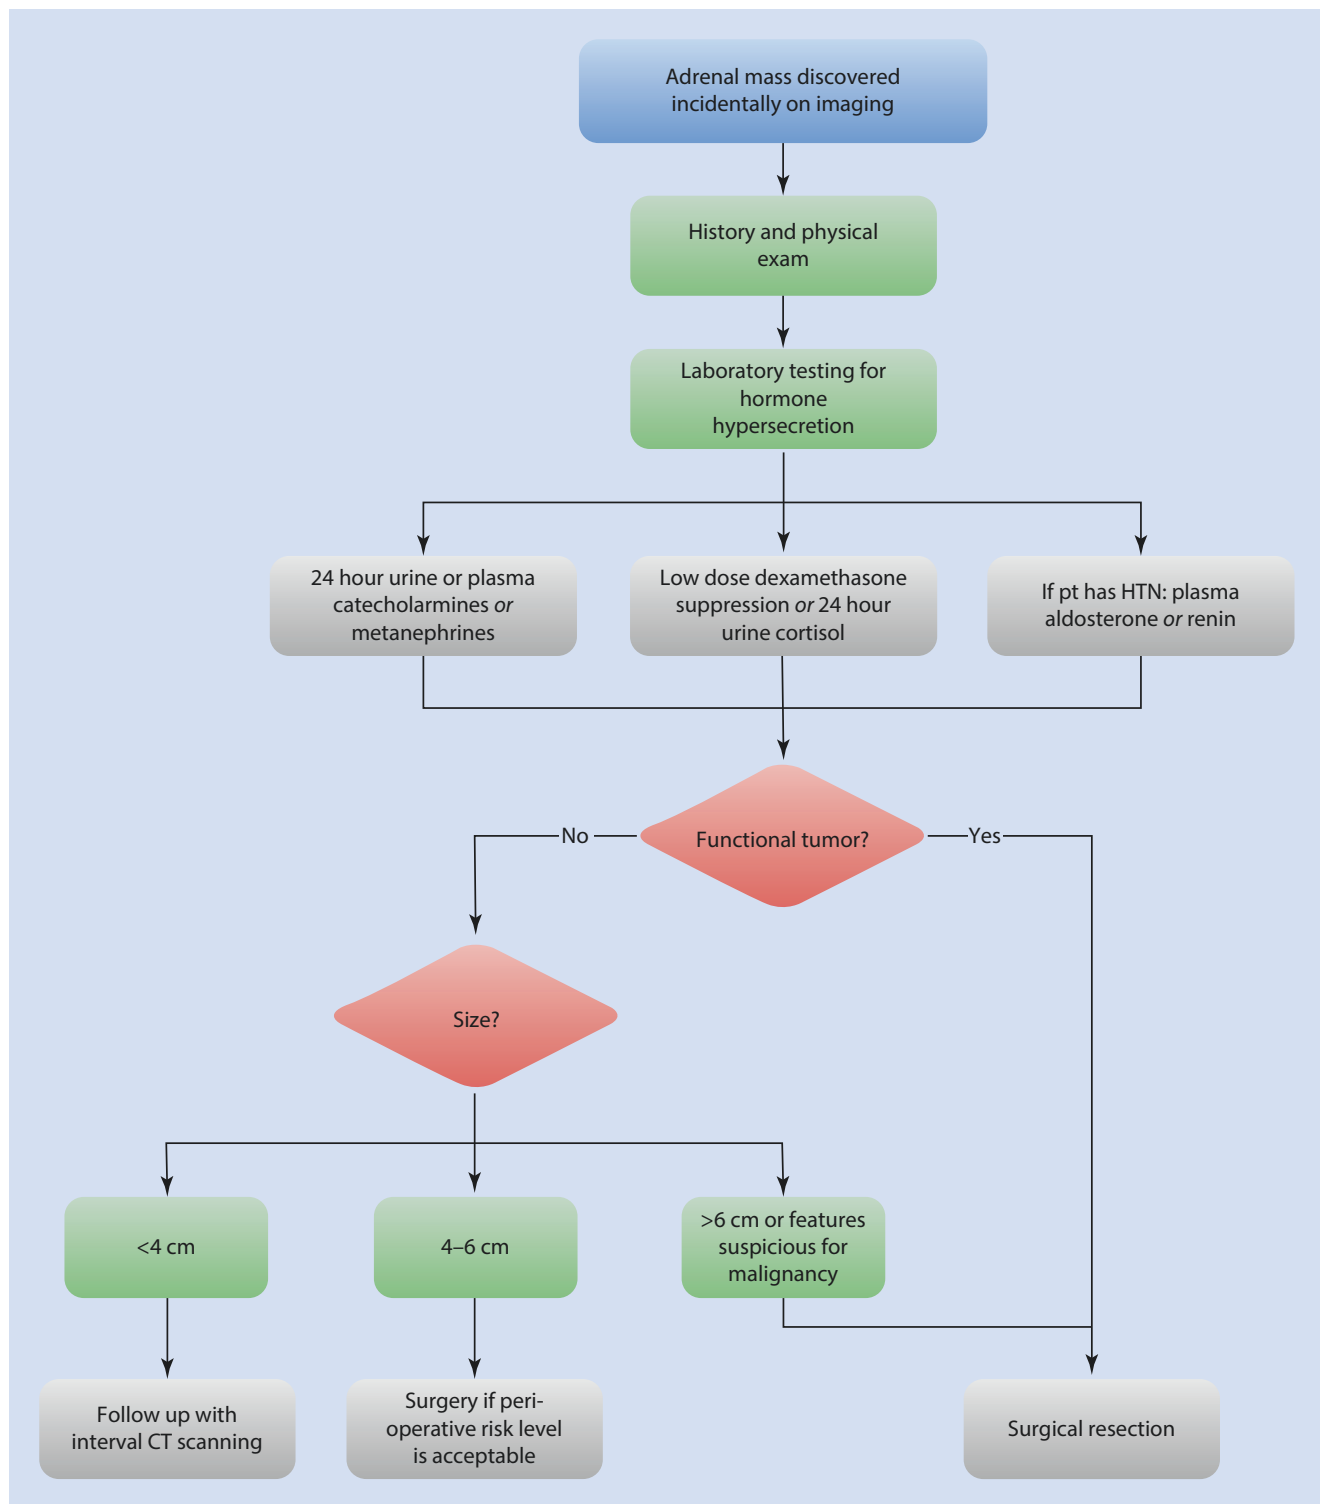 Adrenal mass discovered
incidentally on imaging
History and physical
exam
Laboratory testing for
hormone
hypersecretion
24 hour urine or plasma
catecholarmines or
metanephrines
Low dose dexamethasone
suppression or 24 hour
urine cortisol
If pt has HTN: plasma
aldosterone or renin
Functional tumor?
No
Yes
Size?
<4 cm
4–6 cm
>6 cm or features
suspicious for
malignancy
Follow up with
interval CT scanning
Surgery if peri-
operative risk level
is acceptable
Surgical resection